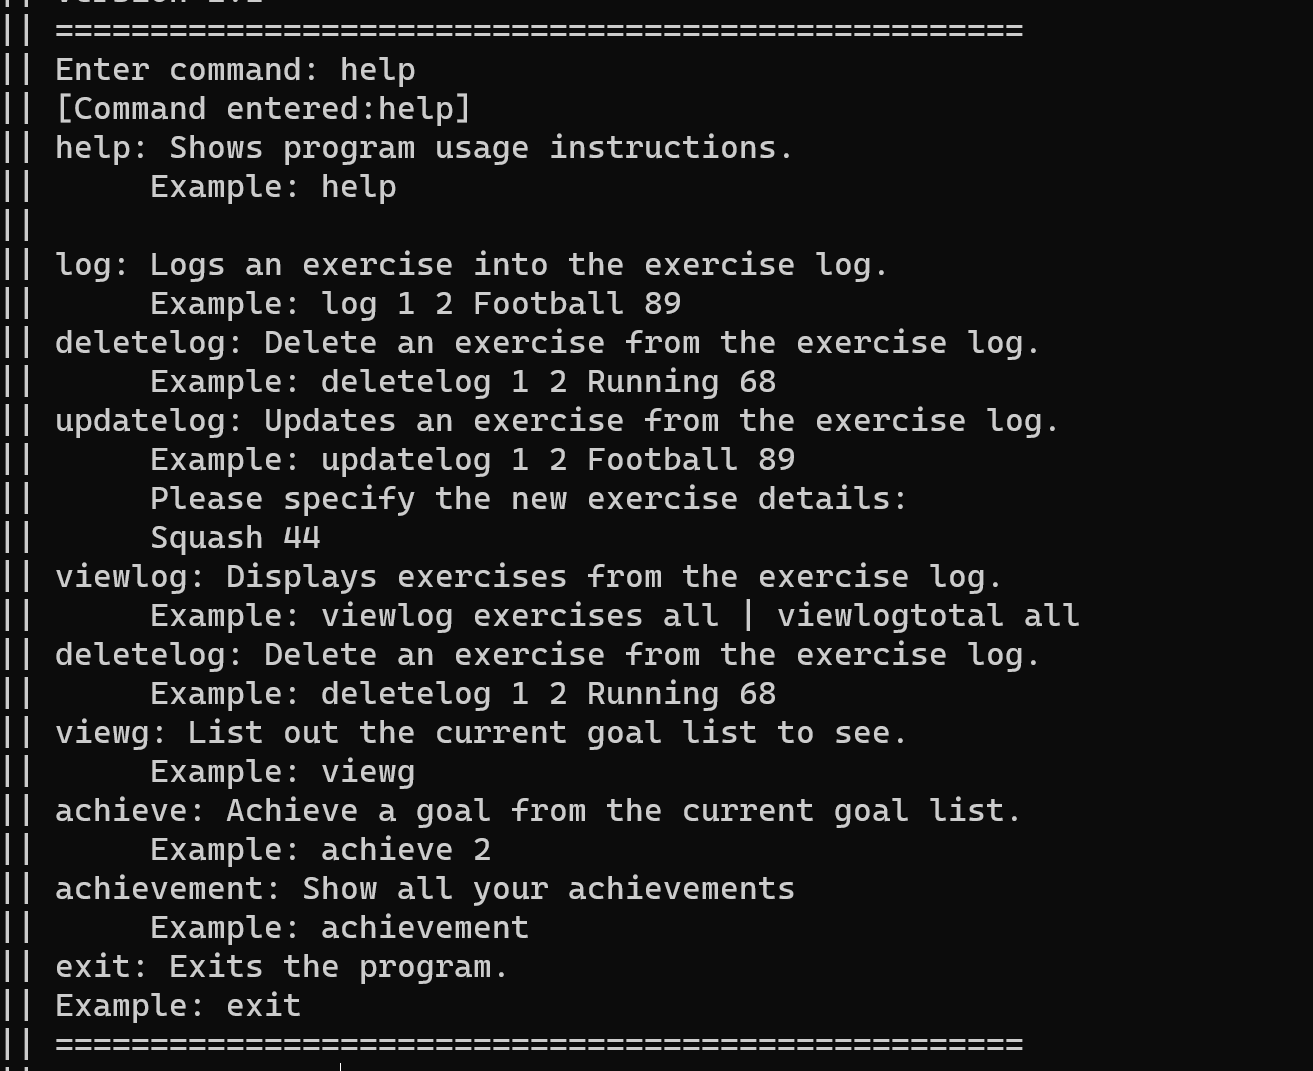 || ===================================================
|| Enter command: help
|| [Command entered:help]
|| help: Shows program usage instructions.
||      Example: help
||
|| log: Logs an exercise into the exercise log.
||      Example: log 1 2 Football 89
|| deletelog: Delete an exercise from the exercise log.
||      Example: deletelog 1 2 Running 68
|| updatelog: Updates an exercise from the exercise log.
||      Example: updatelog 1 2 Football 89
||      Please specify the new exercise details:
||      Squash 44
|| viewlog: Displays exercises from the exercise log.
||      Example: viewlog exercises all | viewlogtotal all
|| deletelog: Delete an exercise from the exercise log.
||      Example: deletelog 1 2 Running 68
|| viewg: List out the current goal list to see.
||      Example: viewg
|| achieve: Achieve a goal from the current goal list.
||      Example: achieve 2
|| achievement: Show all your achievements
||      Example: achievement
|| exit: Exits the program.
|| Example: exit
|| ===================================================